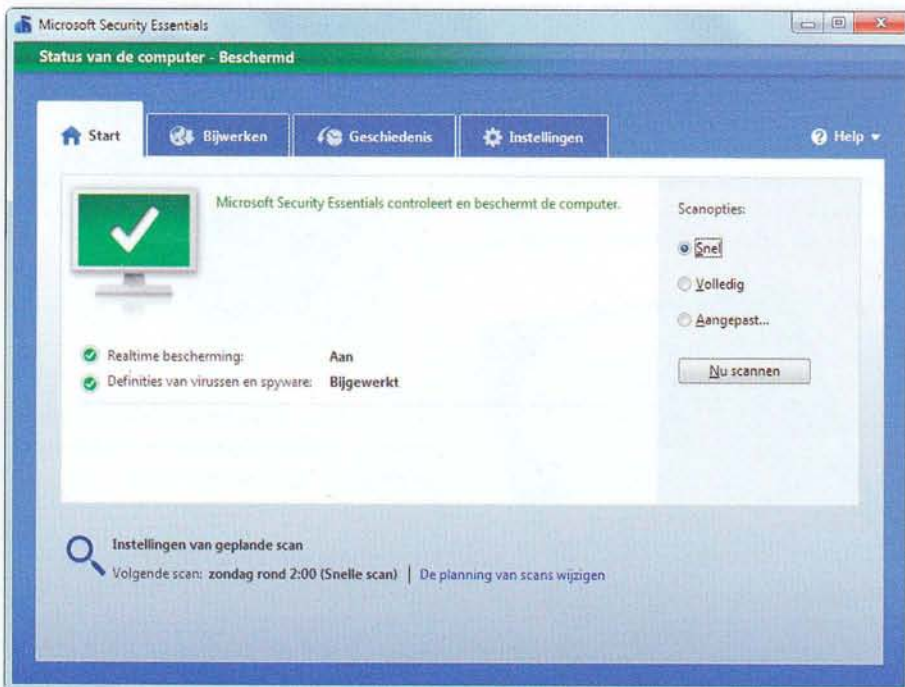 Microsoft Security Essentials
Status van de computer - Beschermd
Start
Bijwerken
Geschiedenis
Instellingen
Help
Microsoft Security Essentials controleert en beschermt de computer.
Realtime bescherming: Aan
Definities van virussen en spyware: Bijgewerkt
Scanopties:
Snel
Volledig
Aangepast...
Nu scannen
Instellingen van geplande scan
Volgende scan: zondag rond 2:00 (Snelle scan) | De planning van scans wijzigen